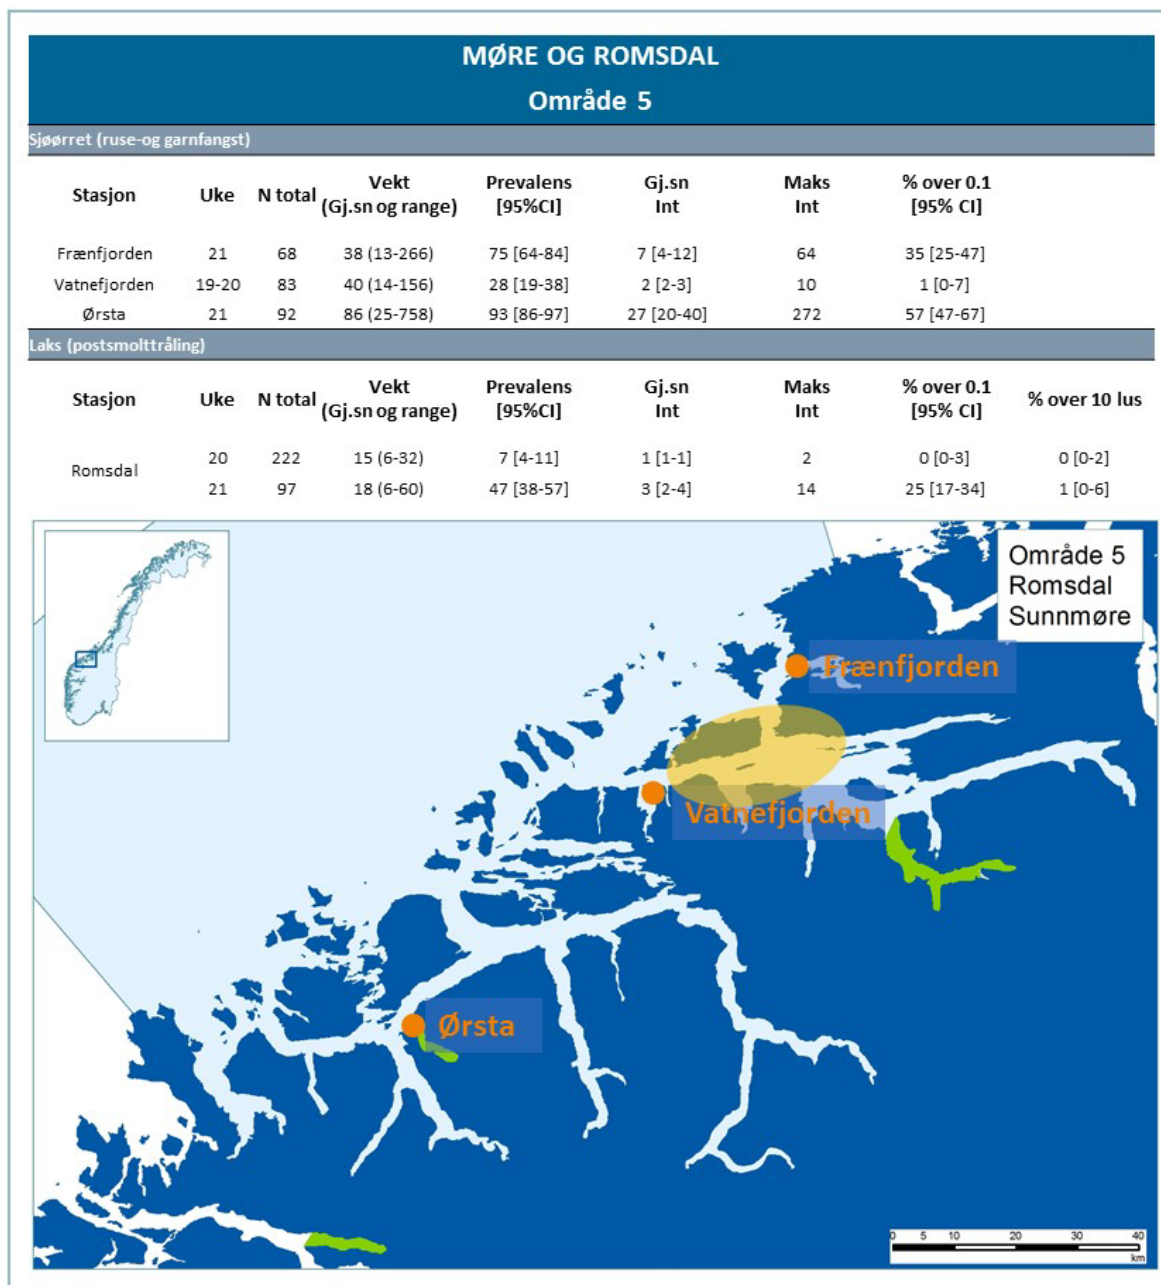 MØRE OG ROMSDAL
Område 5
Sjøørret (ruse-og garnfangst)
Stasjon Uke N total Vekt (Gj.sn og range) Prevalens [95%CI] Gj.sn Int Maks Int % over 0.1 [95% CI]
Frænfjorden 21 68 38 (13-266) 75 [64-84] 7 [4-12] 64 35 [25-47]
Vatnefjorden 19-20 83 40 (14-156) 28 [19-38] 2 [2-3] 10 1 [0-7]
Ørsta 21 92 86 (25-758) 93 [86-97] 27 [20-40] 272 57 [47-67]
Laks (postsmolttråling)
Stasjon Uke N total Vekt (Gj.sn og range) Prevalens [95%CI] Gj.sn Int Maks Int % over 0.1 [95% CI] % over 10 lus
Romsdal 20 222 15 (6-32) 7 [4-11] 1 [1-1] 2 0 [0-3] 0 [0-2]
21 97 18 (6-60) 47 [38-57] 3 [2-4] 14 25 [17-34] 1 [0-6]
Område 5
Romsdal
Sunnmøre
Frænfjorden
Vatnefjorden
Ørsta
0 5 10 20 30 40
km